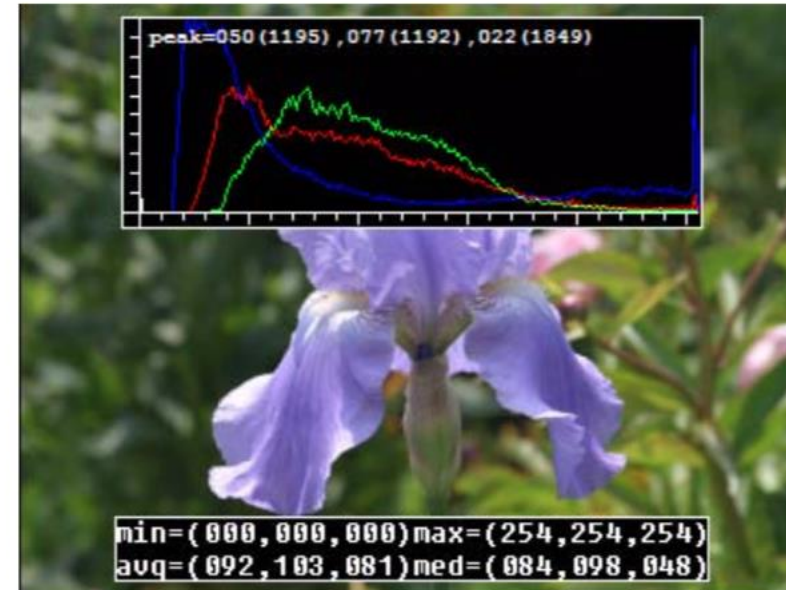 peak=050(1195),077(1192),022(1849)
min=(000,000,000)max=(254,254,254)
avq=(092,103,081)med=(084,098,048)